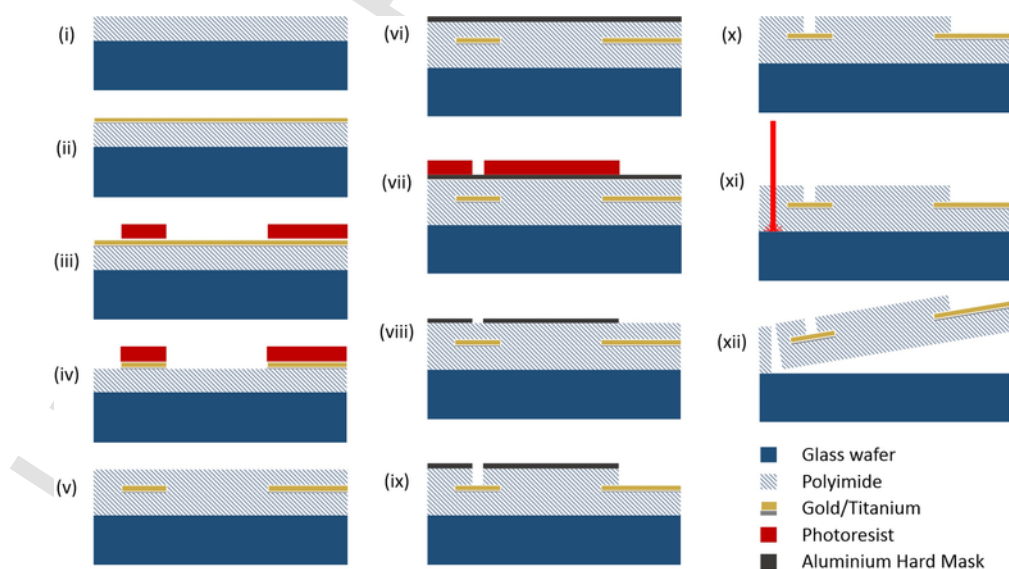 (i)
(ii)
(iii)
(iv)
(v)
(vi)
(vii)
(viii)
(ix)
(x)
(xi)
(xii)
Glass wafer
Polyimide
Gold/Titanium
Photoresist
Aluminium Hard Mask